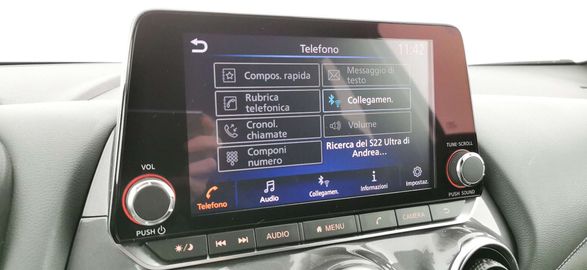 Telefono
11:42
Compos. rapida
Messaggio di
testo
Rubrica
telefonica
Collegamen.
Cronol.
chiamate
Volume
Componi
numero
Ricerca del S22 Ultra di
Andrea...
Telefono
Audio
Collegamen.
Informazioni
Impostaz.
VOL
PUSH
TUNE·SCROLL
PUSH SOUND
AUDIO
MENU
CAMERA